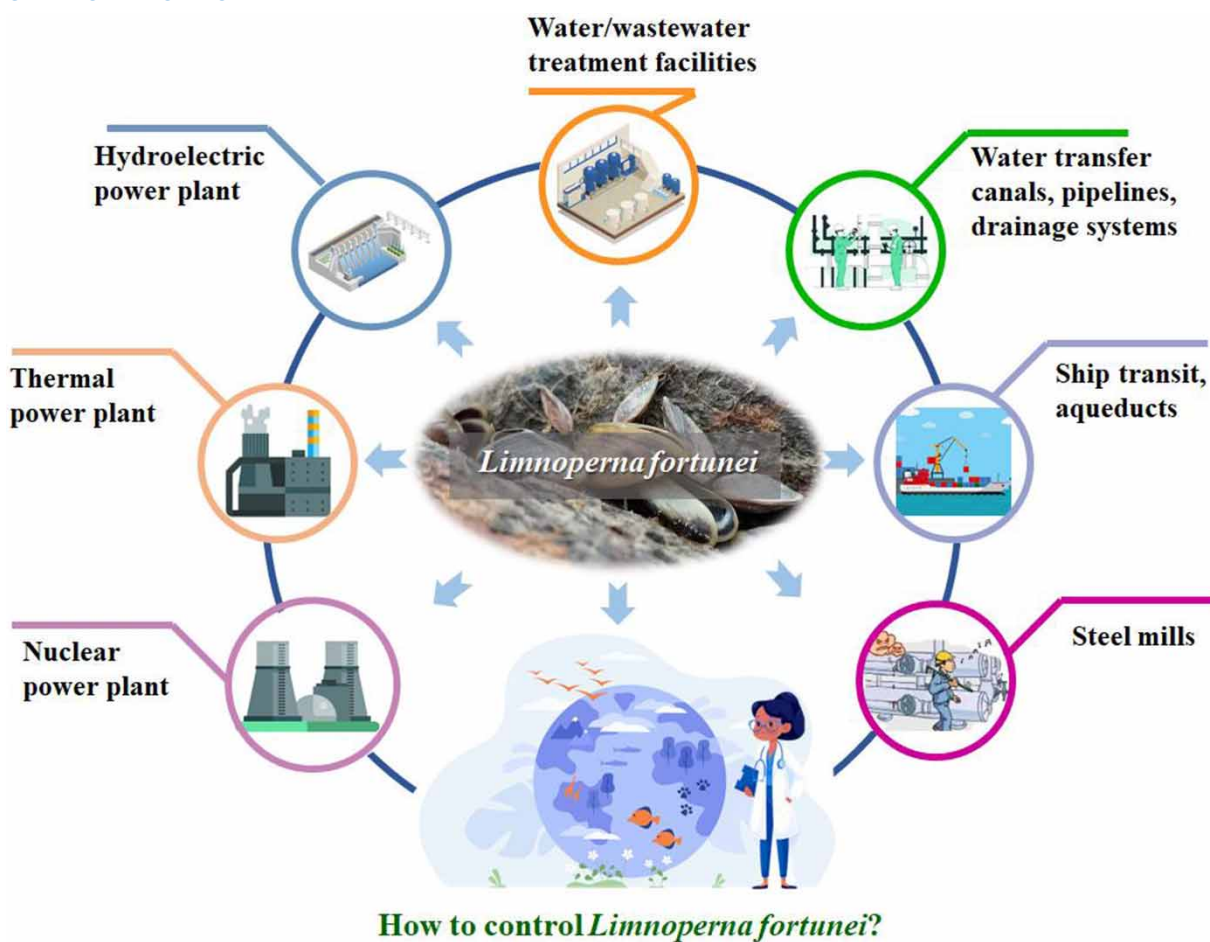 Water/wastewater
treatment facilities
Hydroelectric
power plant
Water transfer
canals, pipelines,
drainage systems
Thermal
power plant
Ship transit,
aqueducts
Limnoperna fortunei
Nuclear
power plant
Steel mills
How to control Limnoperna fortunei?